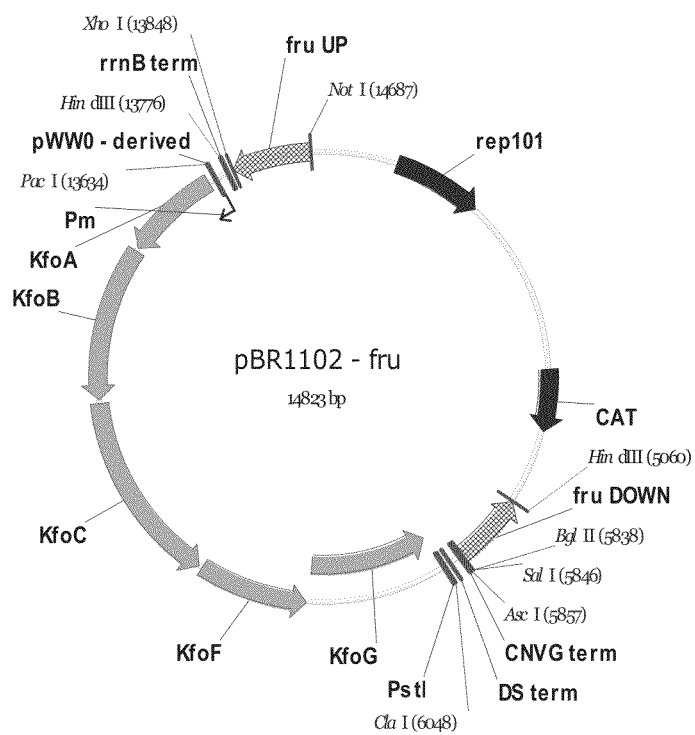 Xho I (13848)
rrnB term
fru UP
Hin dIII (13776)
Not I (14687)
pWW0 - derived
rep101
Pac I (13634)
Pm
KfoA
KfoB
pBR1102 - fru
14823 bp
CAT
Hin dIII (5060)
fru DOWN
KfoC
Bgl II (5838)
Sal I (5846)
Asc I (5857)
KfoF
KfoG
CNVG term
PstI
DS term
Cla I (6048)